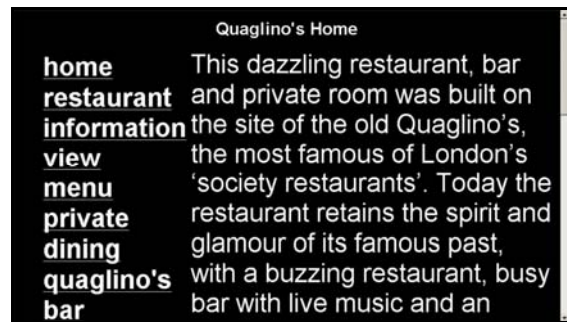 Quaglino's Home
home
restaurant
information
view
menu
private
dining
quaglino's
bar
This dazzling restaurant, bar
and private room was built on
the site of the old Quaglino’s,
the most famous of London’s
‘society restaurants’. Today the
restaurant retains the spirit and
glamour of its famous past,
with a buzzing restaurant, busy
bar with live music and an